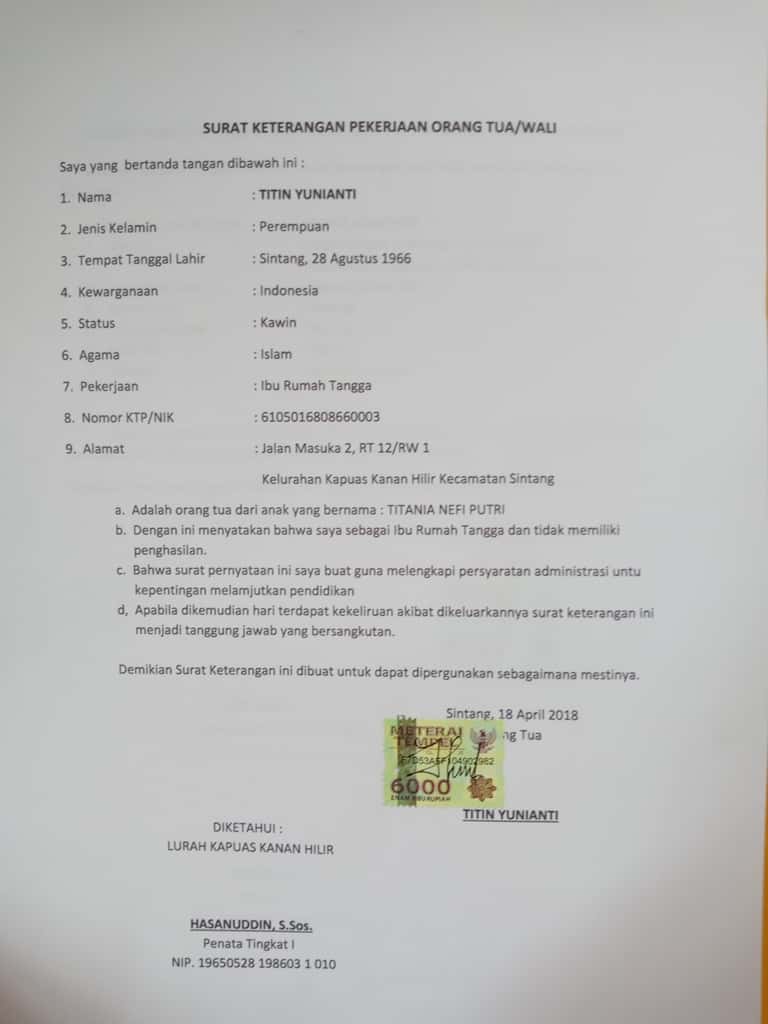 SURAT KETERANGAN PEKERJAAN ORANG TUA/WALI
Saya yang bertanda tangan dibawah ini :
1. Nama : TITIN YUNIANTI
2. Jenis Kelamin : Perempuan
3. Tempat Tanggal Lahir : Sintang, 28 Agustus 1966
4. Kewarganaan : Indonesia
5. Status : Kawin
6. Agama : Islam
7. Pekerjaan : Ibu Rumah Tangga
8. Nomor KTP/NIK : 6105016808660003
9. Alamat : Jalan Masuka 2, RT 12/RW 1
Kelurahan Kapuas Kanan Hilir Kecamatan Sintang
a. Adalah orang tua dari anak yang bernama : TITANIA NEFI PUTRI
b. Dengan ini menyatakan bahwa saya sebagai Ibu Rumah Tangga dan tidak memiliki
penghasilan.
c. Bahwa surat pernyataan ini saya buat guna melengkapi persyaratan administrasi untu
kepentingan melamjutkan pendidikan
d, Apabila dikemudian hari terdapat kekeliruan akibat dikeluarkannya surat keterangan ini
menjadi tanggung jawab yang bersangkutan.
Demikian Surat Keterangan ini dibuat untuk dapat dipergunakan sebagaimana mestinya.
Sintang, 18 April 2018
ng Tua
METERAI
TEMPEL
6000
ENAM RIBU RUPIAH
TITIN YUNIANTI
DIKETAHUI :
LURAH KAPUAS KANAN HILIR
HASANUDDIN, S.Sos.
Penata Tingkat I
NIP. 19650528 198603 1 010